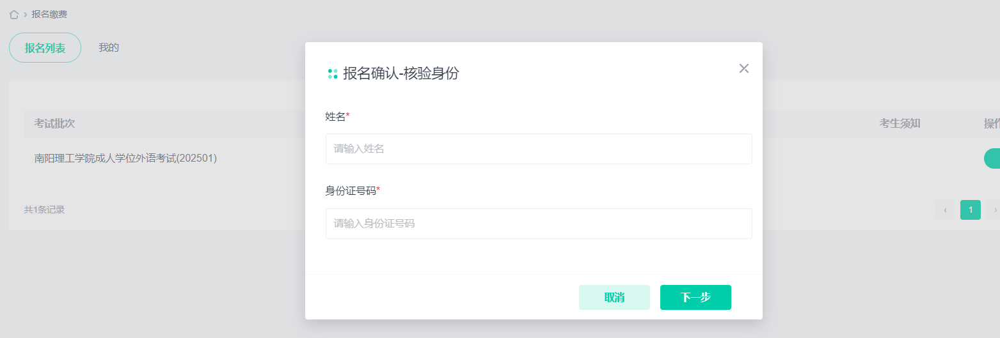 报名缴费
报名列表
我的
报名确认-核验身份
姓名*
请输入姓名
身份证号码*
请输入身份证号码
取消
下一步
考试批次
考生须知
南阳理工学院成人学位外语考试(202501)
共1条记录
1